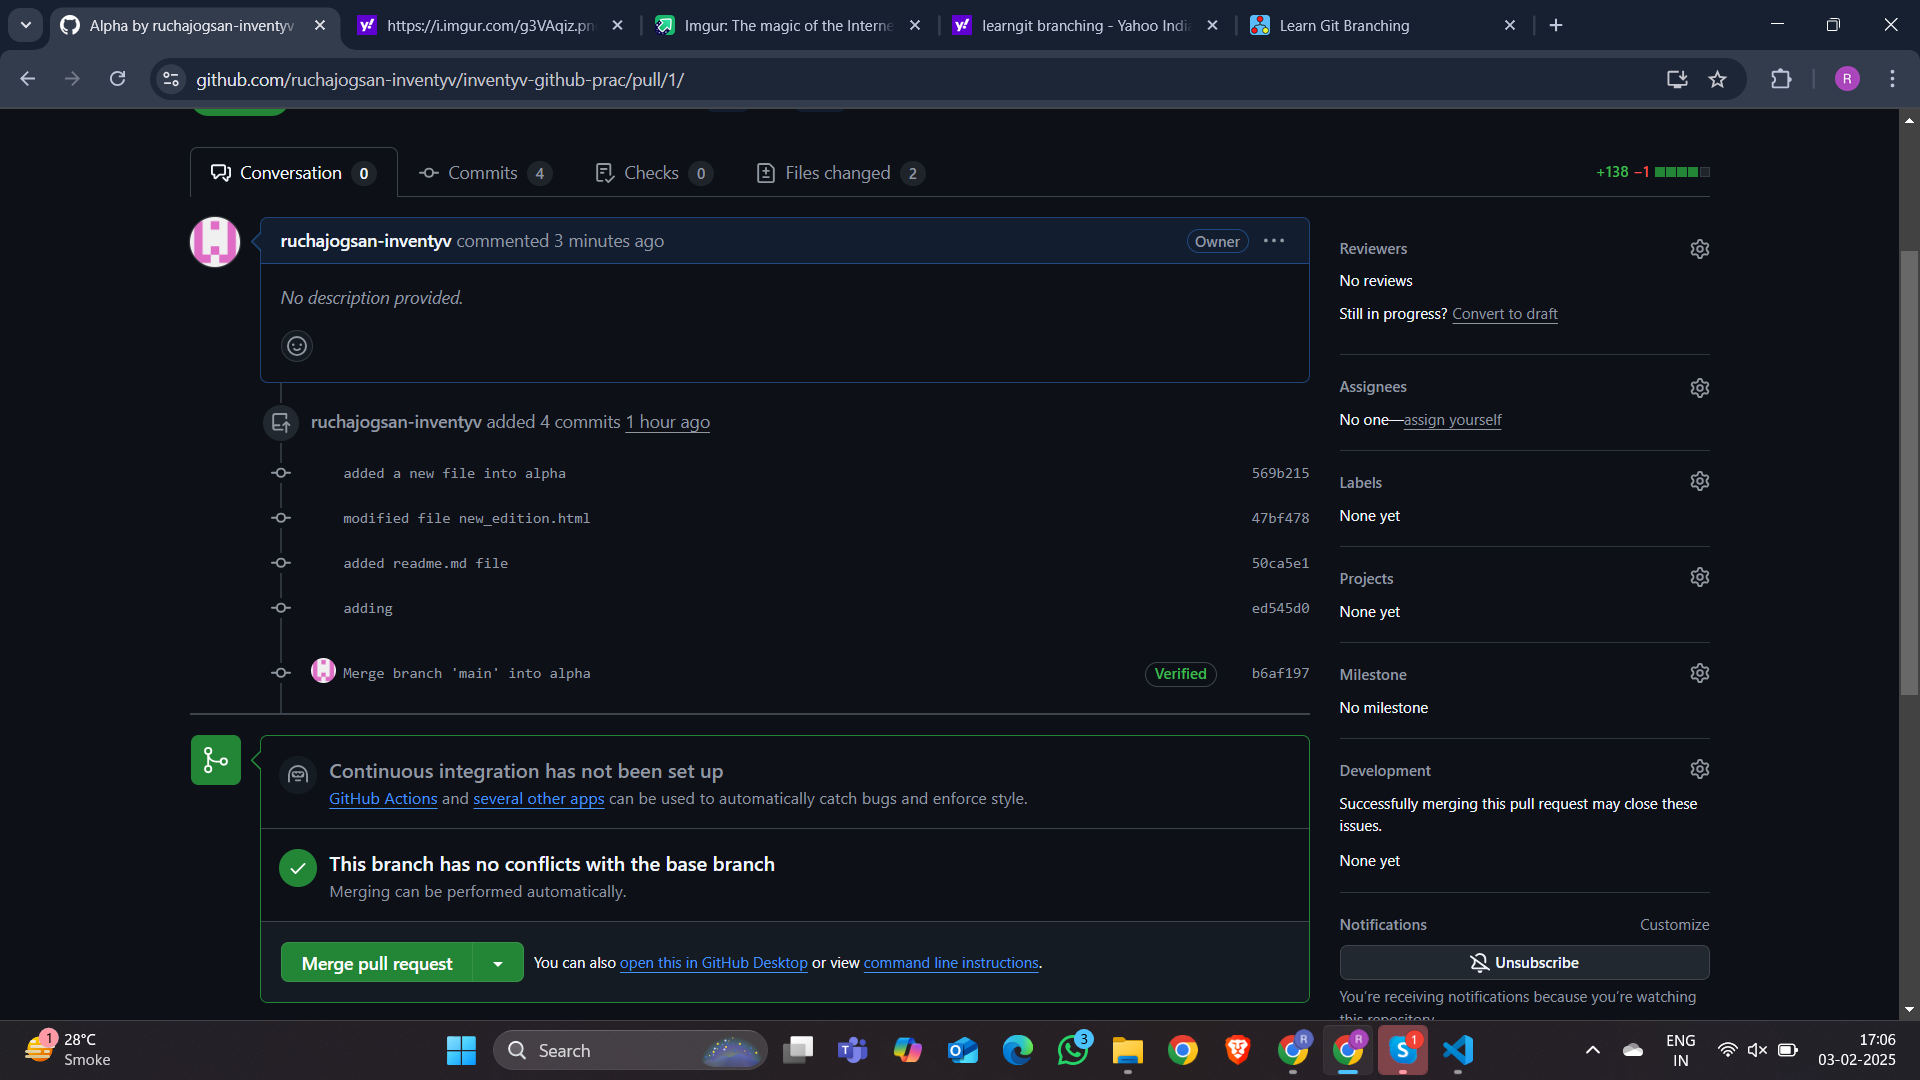 Alpha by ruchajogsan-inventyv
https://i.imgur.com/g3VAqiz.pn
Imgur: The magic of the Interne
learngit branching - Yahoo Indi
Learn Git Branching
github.com/ruchajogsan-inventyv/inventyv-github-prac/pull/1/
R
Conversation 0
Commits 4
Checks 0
Files changed 2
+138 −1
ruchajogsan-inventyv commented 3 minutes ago
Owner
No description provided.
ruchajogsan-inventyv added 4 commits 1 hour ago
added a new file into alpha 569b215
modified file new_edition.html 47bf478
added readme.md file 50ca5e1
adding ed545d0
Merge branch 'main' into alpha Verified b6af197
Continuous integration has not been set up
GitHub Actions and several other apps can be used to automatically catch bugs and enforce style.
This branch has no conflicts with the base branch
Merging can be performed automatically.
Merge pull request
You can also open this in GitHub Desktop or view command line instructions.
Reviewers
No reviews
Still in progress? Convert to draft
Assignees
No one—assign yourself
Labels
None yet
Projects
None yet
Milestone
No milestone
Development
Successfully merging this pull request may close these
issues.
None yet
Notifications Customize
Unsubscribe
You're receiving notifications because you're watching
this repository.
1
28°C
Smoke
Search
3
R
R
S
1
ENG
IN
17:06
03-02-2025